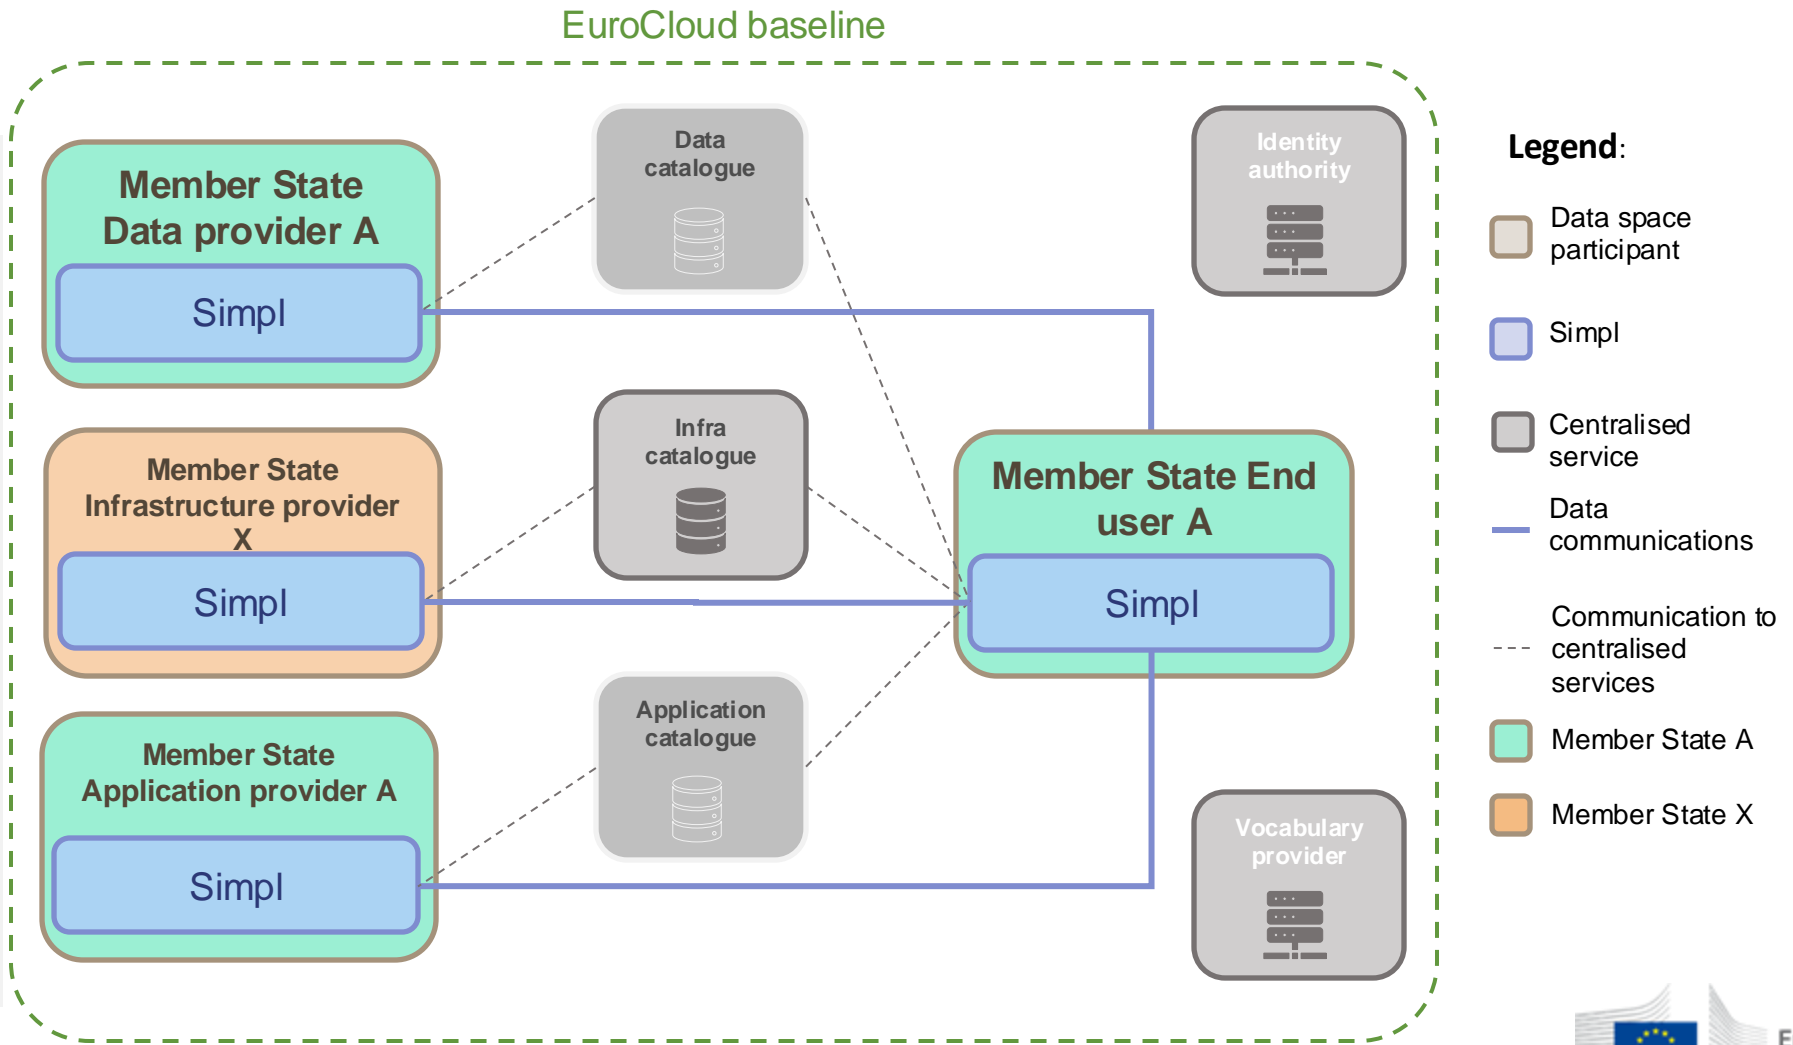 EuroCloud baseline
Member State
Data provider A
Simpl
Data
catalogue
Identity
authority
Member State
Infrastructure provider
X
Simpl
Infra
catalogue
Member State End
user A
Simpl
Member State
Application provider A
Simpl
Application
catalogue
Vocabulary
provider
Legend:
Data space
participant
Simpl
Centralised
service
Data
communications
Communication to
centralised
services
Member State A
Member State X